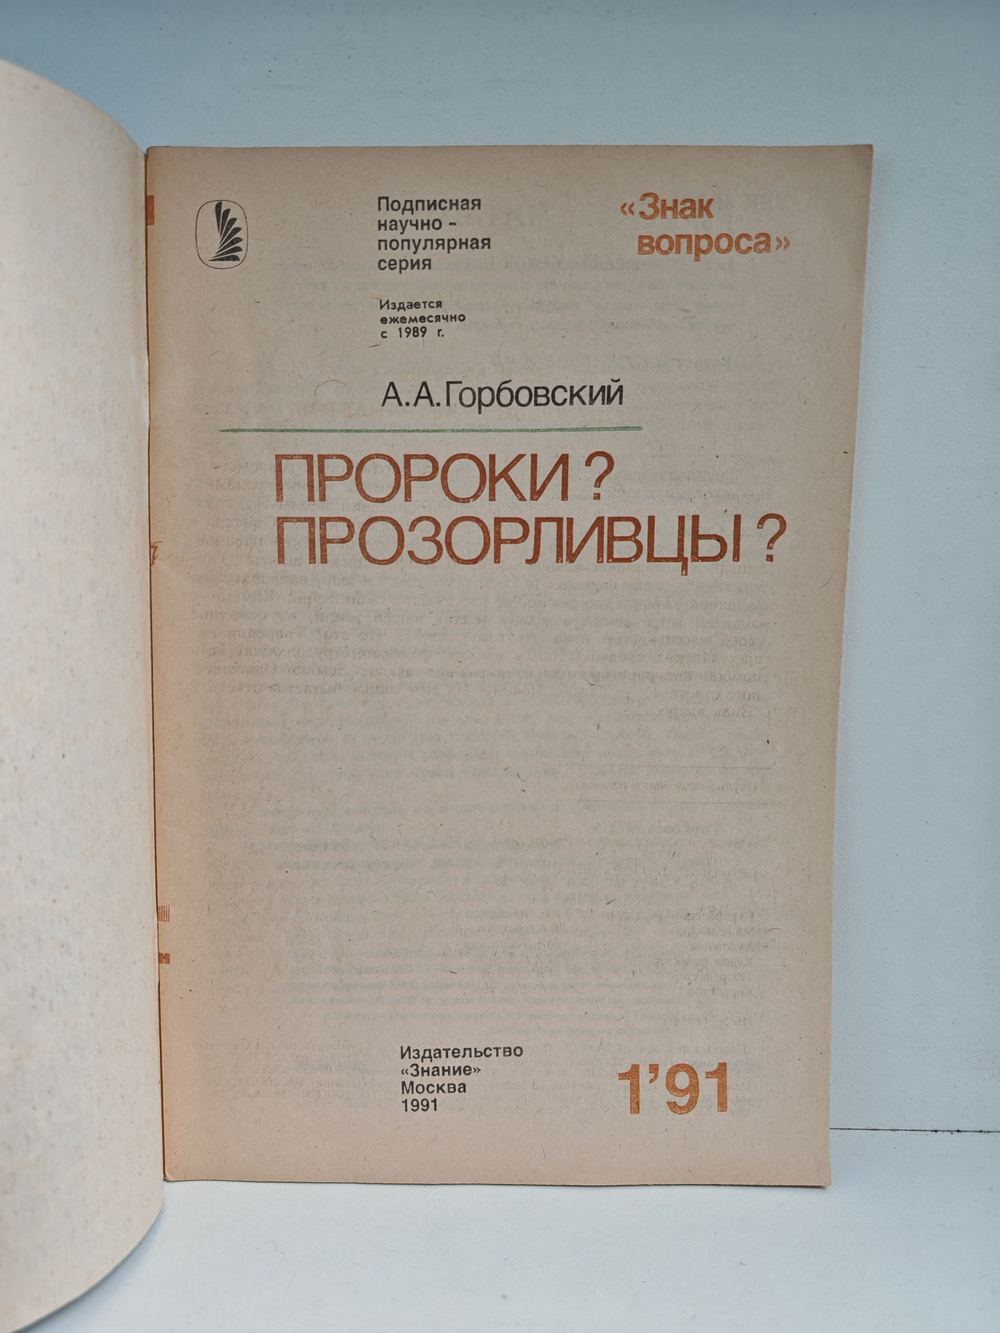 Подписная
научно -
популярная
серия
«Знак
вопроса»
Издается
ежемесячно
с 1989 г.
А.А.Горбовский
ПРОРОКИ?
ПРОЗОРЛИВЦЫ?
Издательство
«Знание»
Москва
1991
1'91